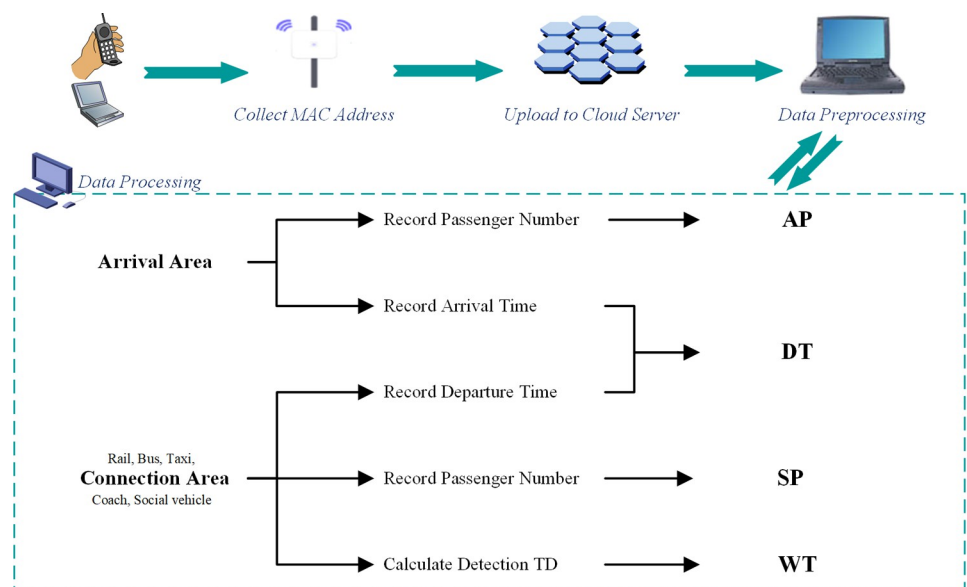 Collect MAC Address
Upload to Cloud Server
Data Preprocessing
Data Processing
Record Passenger Number
AP
Arrival Area
Record Arrival Time
DT
Record Departure Time
Rail, Bus, Taxi,
Connection Area
Coach, Social vehicle
Record Passenger Number
SP
Calculate Detection TD
WT